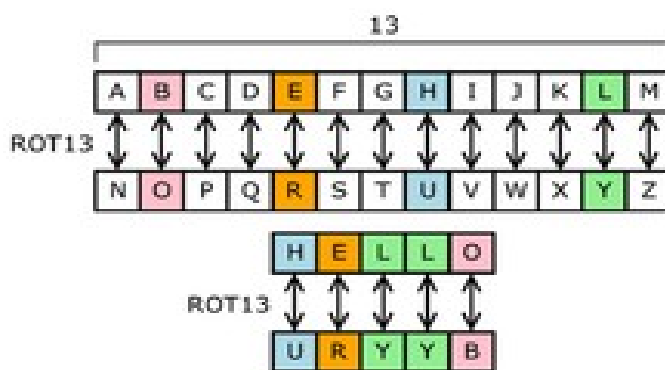 13
A B C D E F G H I J K L M
ROT13
N O P Q R S T U V W X Y Z
H E L L O
ROT13
U R Y Y B